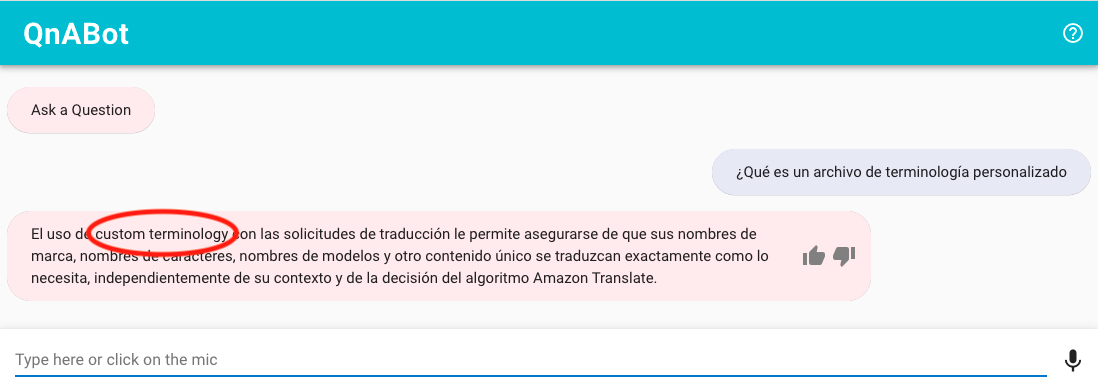 QnABot
Ask a Question
¿Qué es un archivo de terminología personalizado
El uso de custom terminology con las solicitudes de traducción le permite asegurarse de que sus nombres de
marca, nombres de caracteres, nombres de modelos y otro contenido único se traduzcan exactamente como lo
necesita, independientemente de su contexto y de la decisión del algoritmo Amazon Translate.
Type here or click on the mic